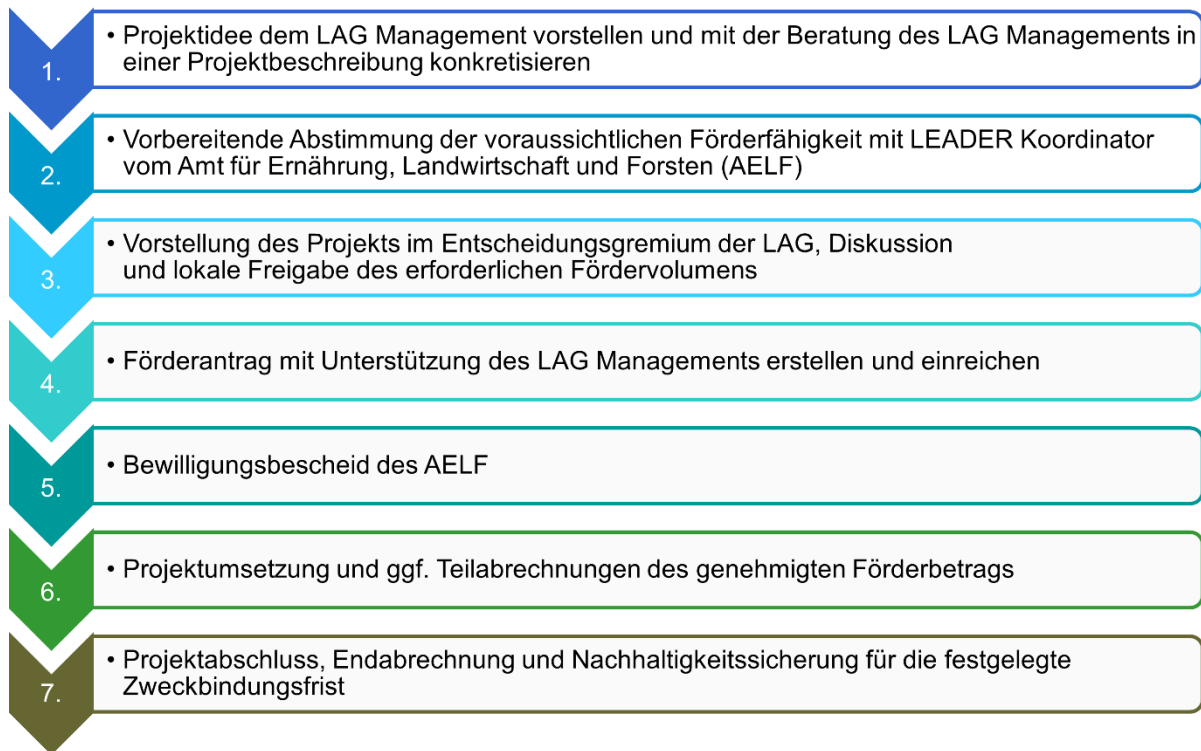 1.
• Projektidee dem LAG Management vorstellen und mit der Beratung des LAG Managements in
einer Projektbeschreibung konkretisieren
2.
• Vorbereitende Abstimmung der voraussichtlichen Förderfähigkeit mit LEADER Koordinator
vom Amt für Ernährung, Landwirtschaft und Forsten (AELF)
3.
• Vorstellung des Projekts im Entscheidungsgremium der LAG, Diskussion
und lokale Freigabe des erforderlichen Fördervolumens
4.
• Förderantrag mit Unterstützung des LAG Managements erstellen und einreichen
5.
• Bewilligungsbescheid des AELF
6.
• Projektumsetzung und ggf. Teilabrechnungen des genehmigten Förderbetrags
7.
• Projektabschluss, Endabrechnung und Nachhaltigkeitssicherung für die festgelegte
Zweckbindungsfrist